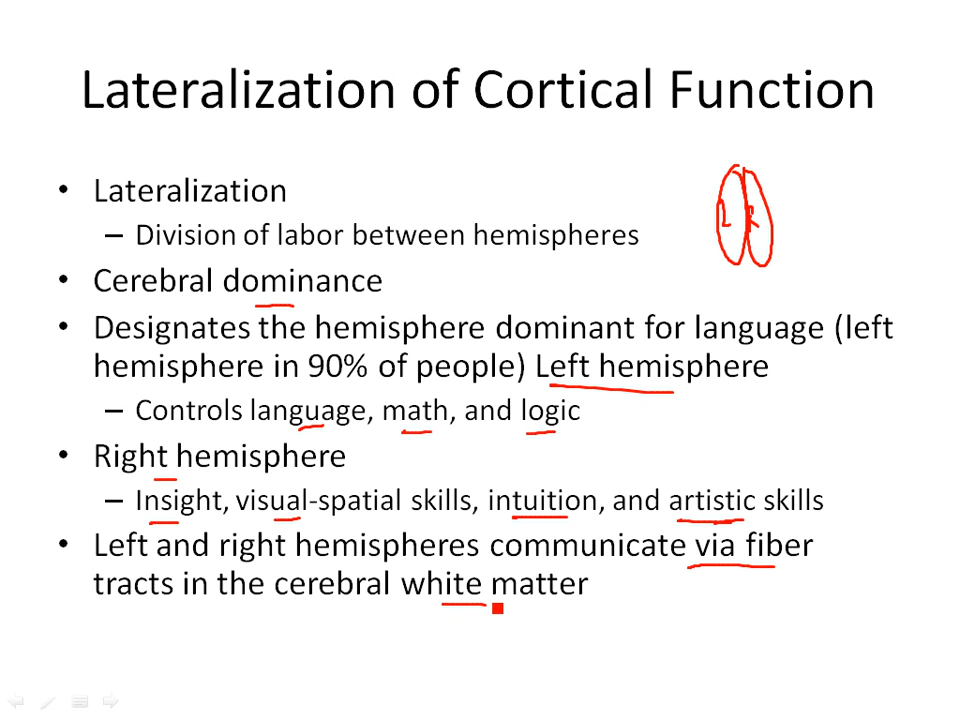 Lateralization of Cortical Function
• Lateralization
– Division of labor between hemispheres
• Cerebral dominance
• Designates the hemisphere dominant for language (left
hemisphere in 90% of people) Left hemisphere
– Controls language, math, and logic
• Right hemisphere
– Insight, visual-spatial skills, intuition, and artistic skills
• Left and right hemispheres communicate via fiber
tracts in the cerebral white matter